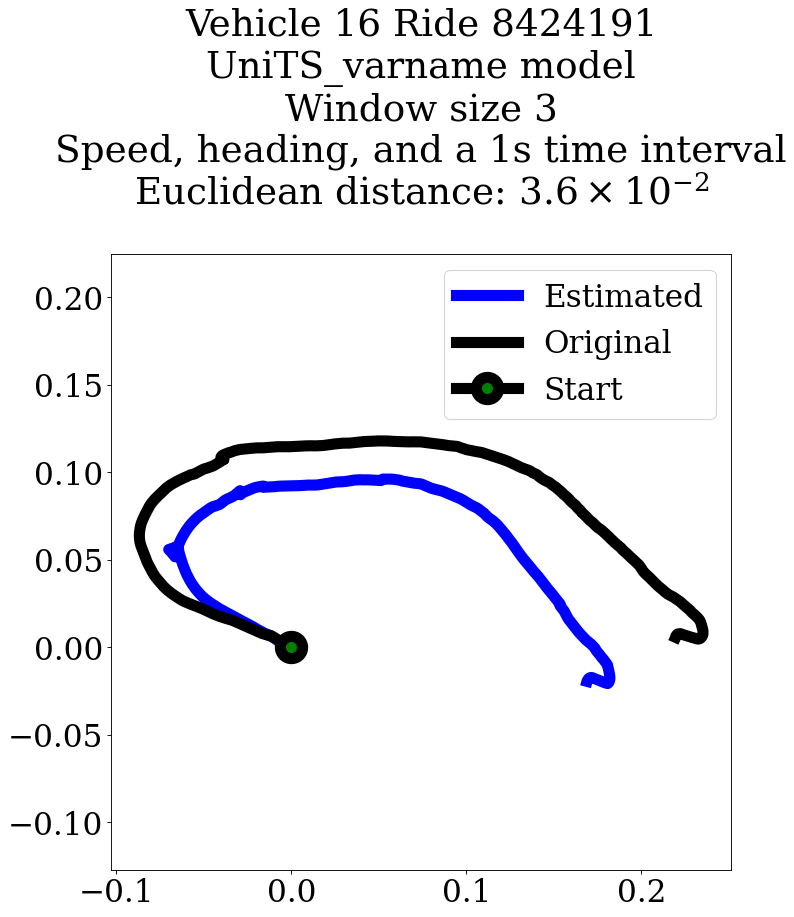 Vehicle 16 Ride 8424191
UniTS_varname model
Window size 3
Speed, heading, and a 1s time interval
Euclidean distance: 3.6 × 10⁻²
Estimated
Original
Start
0.20
0.15
0.10
0.05
0.00
−0.05
−0.10
−0.1 0.0 0.1 0.2